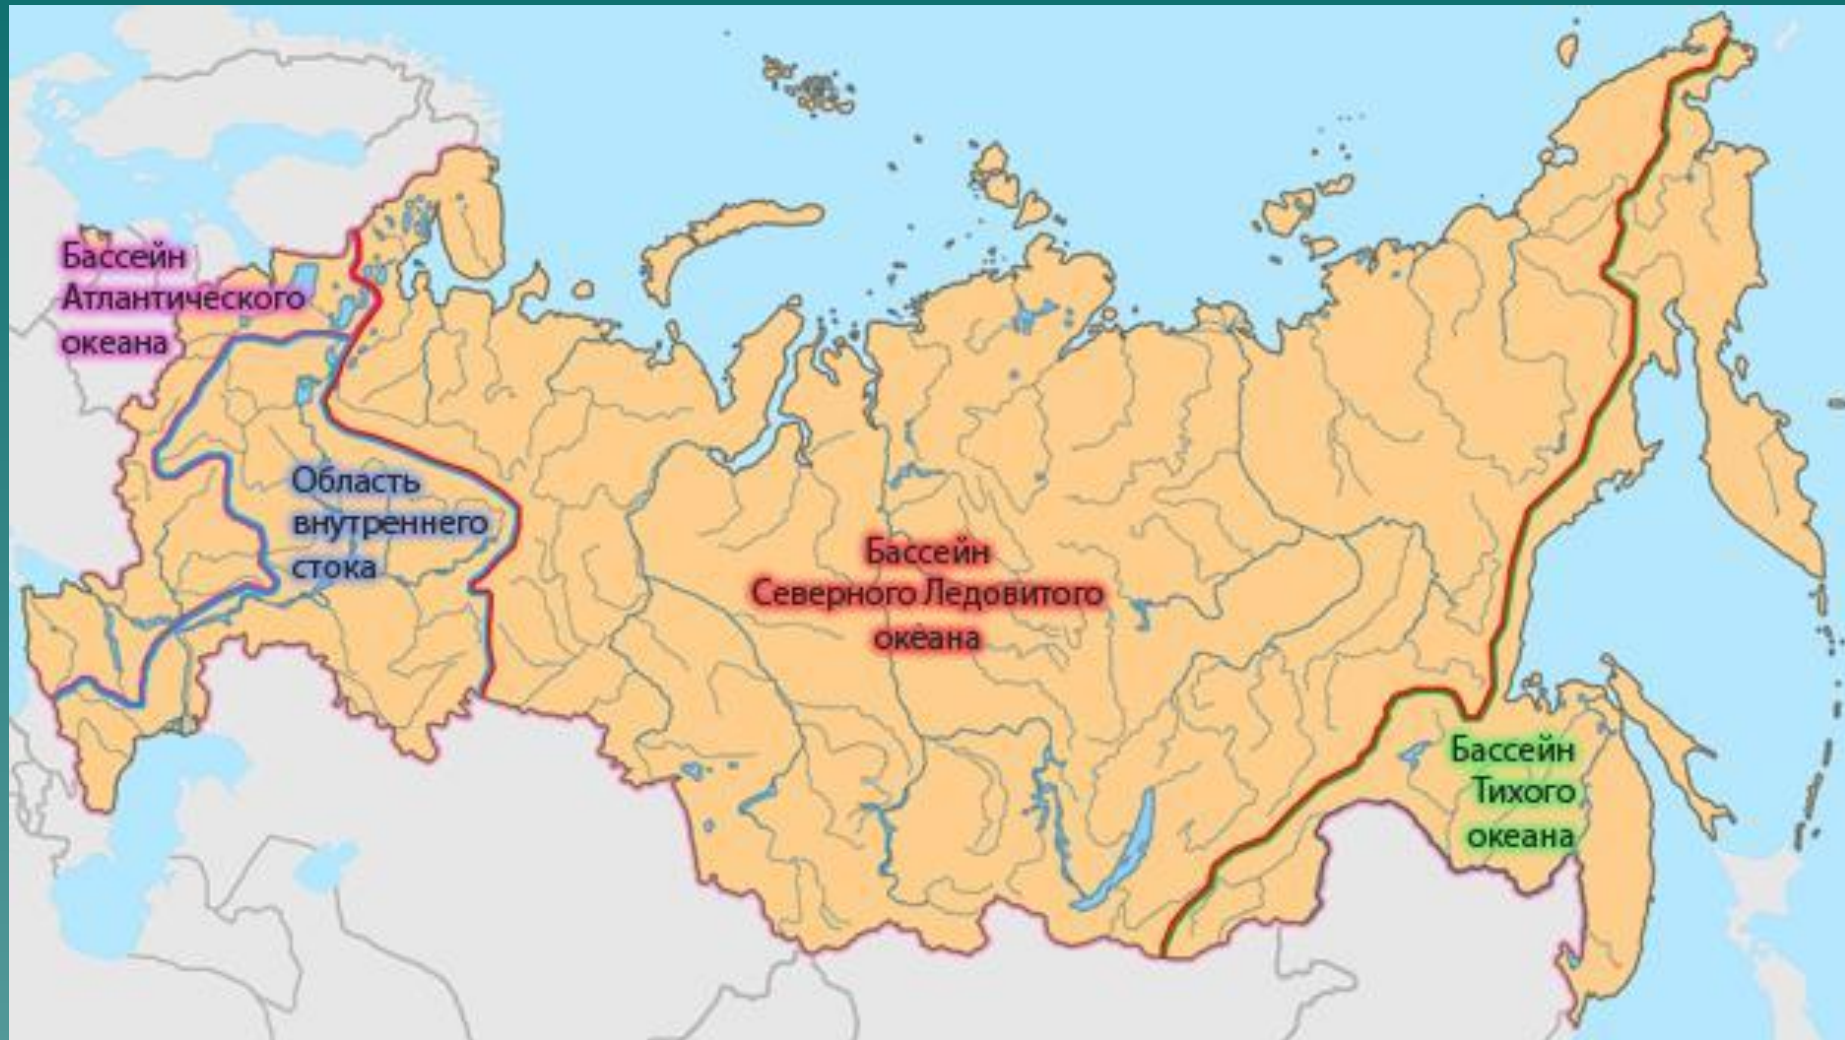 Бассейн
Атлантического
океана
Область
внутреннего
стока
Бассейн
Северного Ледовитого
океана
Бассейн
Тихого
океана